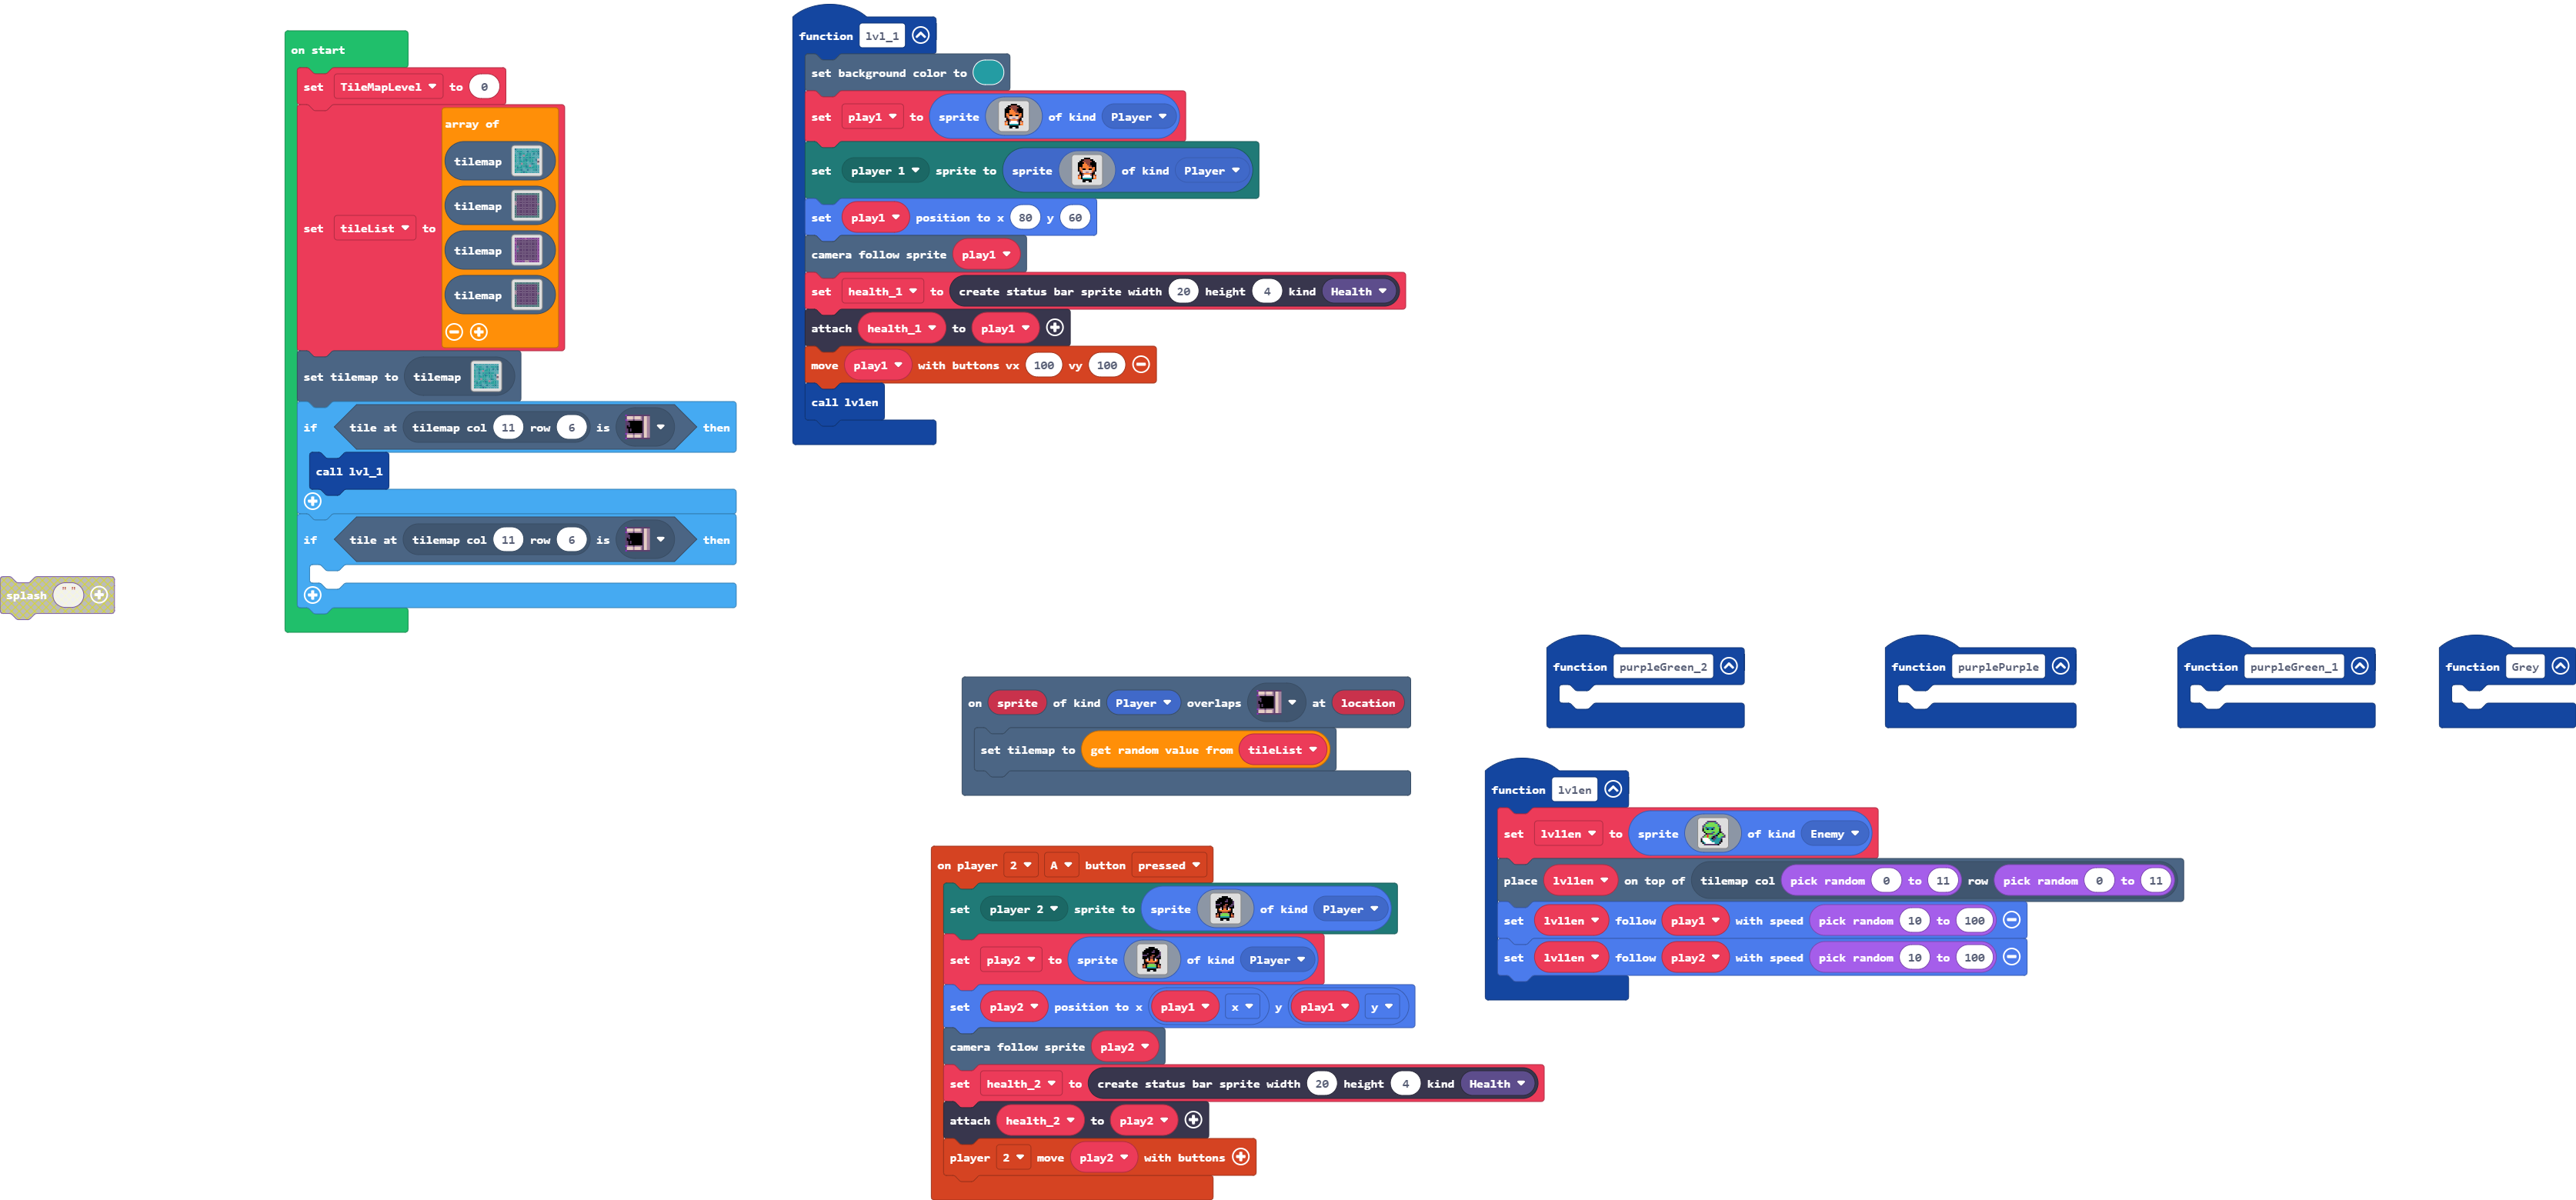 on start
set TileMapLevel to 0
set tileList to
array of
tilemap
tilemap
tilemap
tilemap
set tilemap to tilemap
if tile at tilemap col 11 row 6 is then
call lvl_1
if tile at tilemap col 11 row 6 is then
splash " "
function lvl_1
set background color to
set play1 to sprite of kind Player
set player 1 sprite to sprite of kind Player
set play1 position to x 80 y 60
camera follow sprite play1
set health_1 to create status bar sprite width 20 height 4 kind Health
attach health_1 to play1
move play1 with buttons vx 100 vy 100
call lv1en
on sprite of kind Player overlaps at location
set tilemap to get random value from tileList
on player 2 A button pressed
set player 2 sprite to sprite of kind Player
set play2 to sprite of kind Player
set play2 position to x play1 x y play1 y
camera follow sprite play2
set health_2 to create status bar sprite width 20 height 4 kind Health
attach health_2 to play2
player 2 move play2 with buttons
function purpleGreen_2
function purplePurple
function purpleGreen_1
function Grey
function lv1en
set lvl1en to sprite of kind Enemy
place lvl1en on top of tilemap col pick random 0 to 11 row pick random 0 to 11
set lvl1en follow play1 with speed pick random 10 to 100
set lvl1en follow play2 with speed pick random 10 to 100